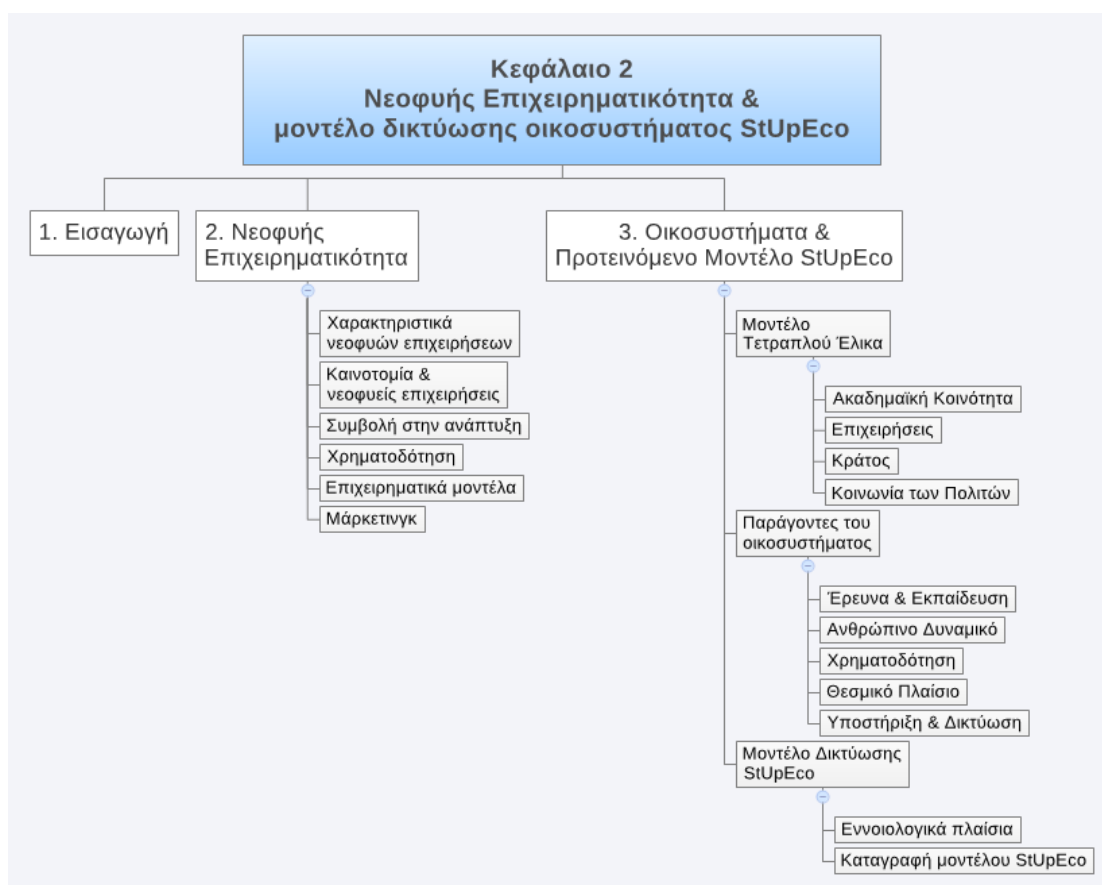 Κεφάλαιο 2
Νεοφυής Επιχειρηματικότητα &
μοντέλο δικτύωσης οικοσυστήματος StUpEco
1. Εισαγωγή
2. Νεοφυής
Επιχειρηματικότητα
Χαρακτηριστικά
νεοφυών επιχειρήσεων
Καινοτομία &
νεοφυείς επιχειρήσεις
Συμβολή στην ανάπτυξη
Χρηματοδότηση
Επιχειρηματικά μοντέλα
Μάρκετινγκ
3. Οικοσυστήματα &
Προτεινόμενο Μοντέλο StUpEco
Μοντέλο
Τετραπλού Έλικα
Ακαδημαϊκή Κοινότητα
Επιχειρήσεις
Κράτος
Κοινωνία των Πολιτών
Παράγοντες του
οικοσυστήματος
Έρευνα & Εκπαίδευση
Ανθρώπινο Δυναμικό
Χρηματοδότηση
Θεσμικό Πλαίσιο
Υποστήριξη & Δικτύωση
Μοντέλο Δικτύωσης
StUpEco
Εννοιολογικά πλαίσια
Καταγραφή μοντέλου StUpEco